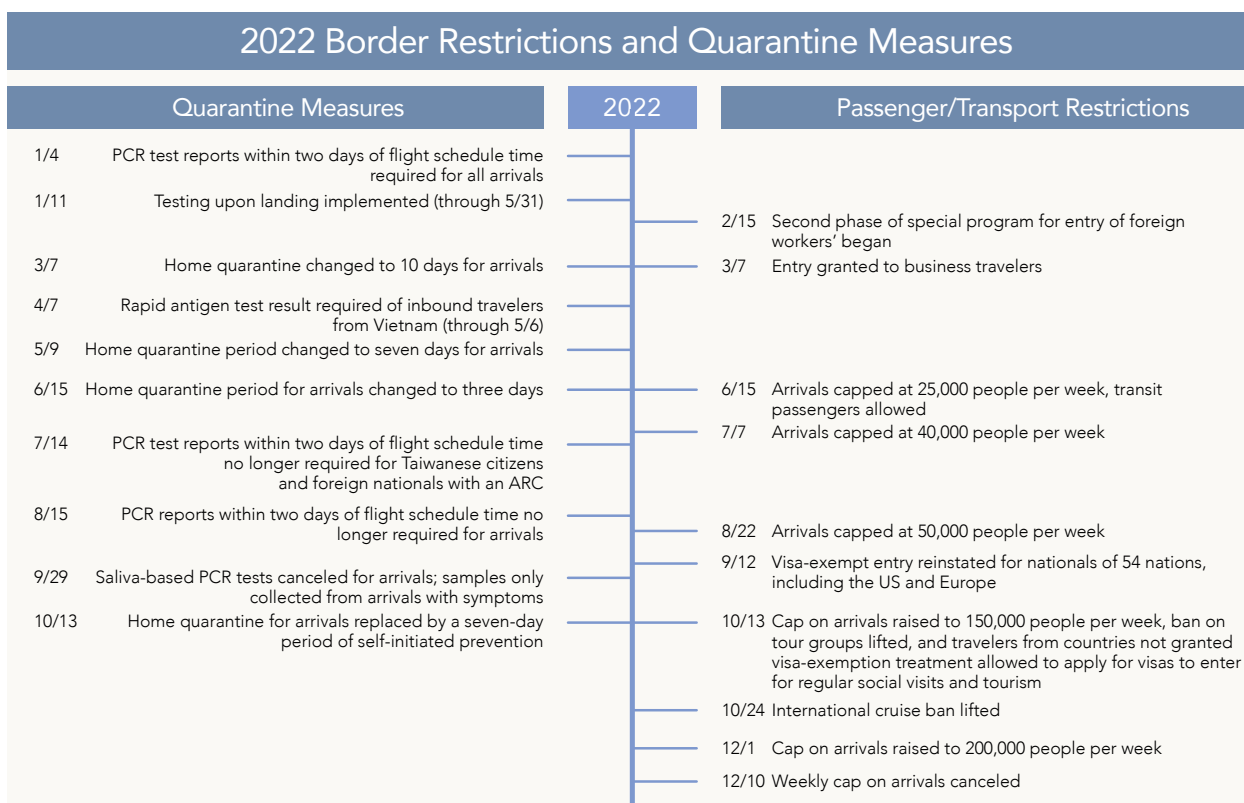 2022 Border Restrictions and Quarantine Measures
Quarantine Measures
2022
Passenger/Transport Restrictions
1/4 PCR test reports within two days of flight schedule time
required for all arrivals
1/11 Testing upon landing implemented (through 5/31)
2/15 Second phase of special program for entry of foreign
workers’ began
3/7 Home quarantine changed to 10 days for arrivals
3/7 Entry granted to business travelers
4/7 Rapid antigen test result required of inbound travelers
from Vietnam (through 5/6)
5/9 Home quarantine period changed to seven days for arrivals
6/15 Home quarantine period for arrivals changed to three days
6/15 Arrivals capped at 25,000 people per week, transit
passengers allowed
7/7 Arrivals capped at 40,000 people per week
7/14 PCR test reports within two days of flight schedule time
no longer required for Taiwanese citizens
and foreign nationals with an ARC
8/15 PCR reports within two days of flight schedule time no
longer required for arrivals
8/22 Arrivals capped at 50,000 people per week
9/12 Visa-exempt entry reinstated for nationals of 54 nations,
including the US and Europe
9/29 Saliva-based PCR tests canceled for arrivals; samples only
collected from arrivals with symptoms
10/13 Home quarantine for arrivals replaced by a seven-day
period of self-initiated prevention
10/13 Cap on arrivals raised to 150,000 people per week, ban on
tour groups lifted, and travelers from countries not granted
visa-exemption treatment allowed to apply for visas to enter
for regular social visits and tourism
10/24 International cruise ban lifted
12/1 Cap on arrivals raised to 200,000 people per week
12/10 Weekly cap on arrivals canceled